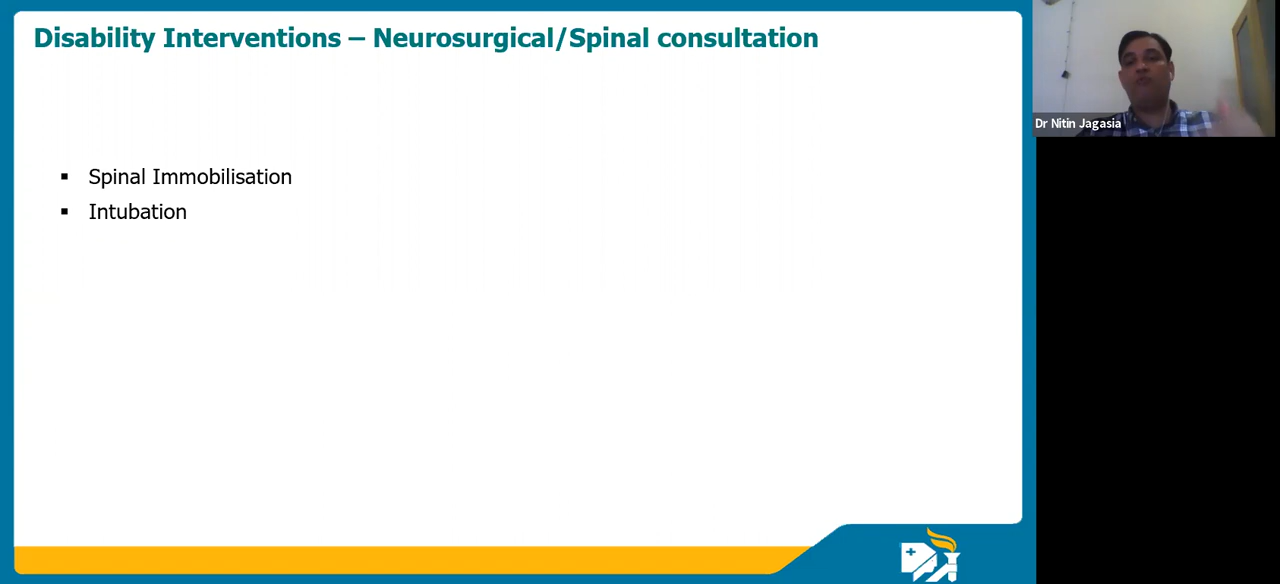 Disability Interventions – Neurosurgical/Spinal consultation
▪ Spinal Immobilisation
▪ Intubation
Dr Nitin Jagasia